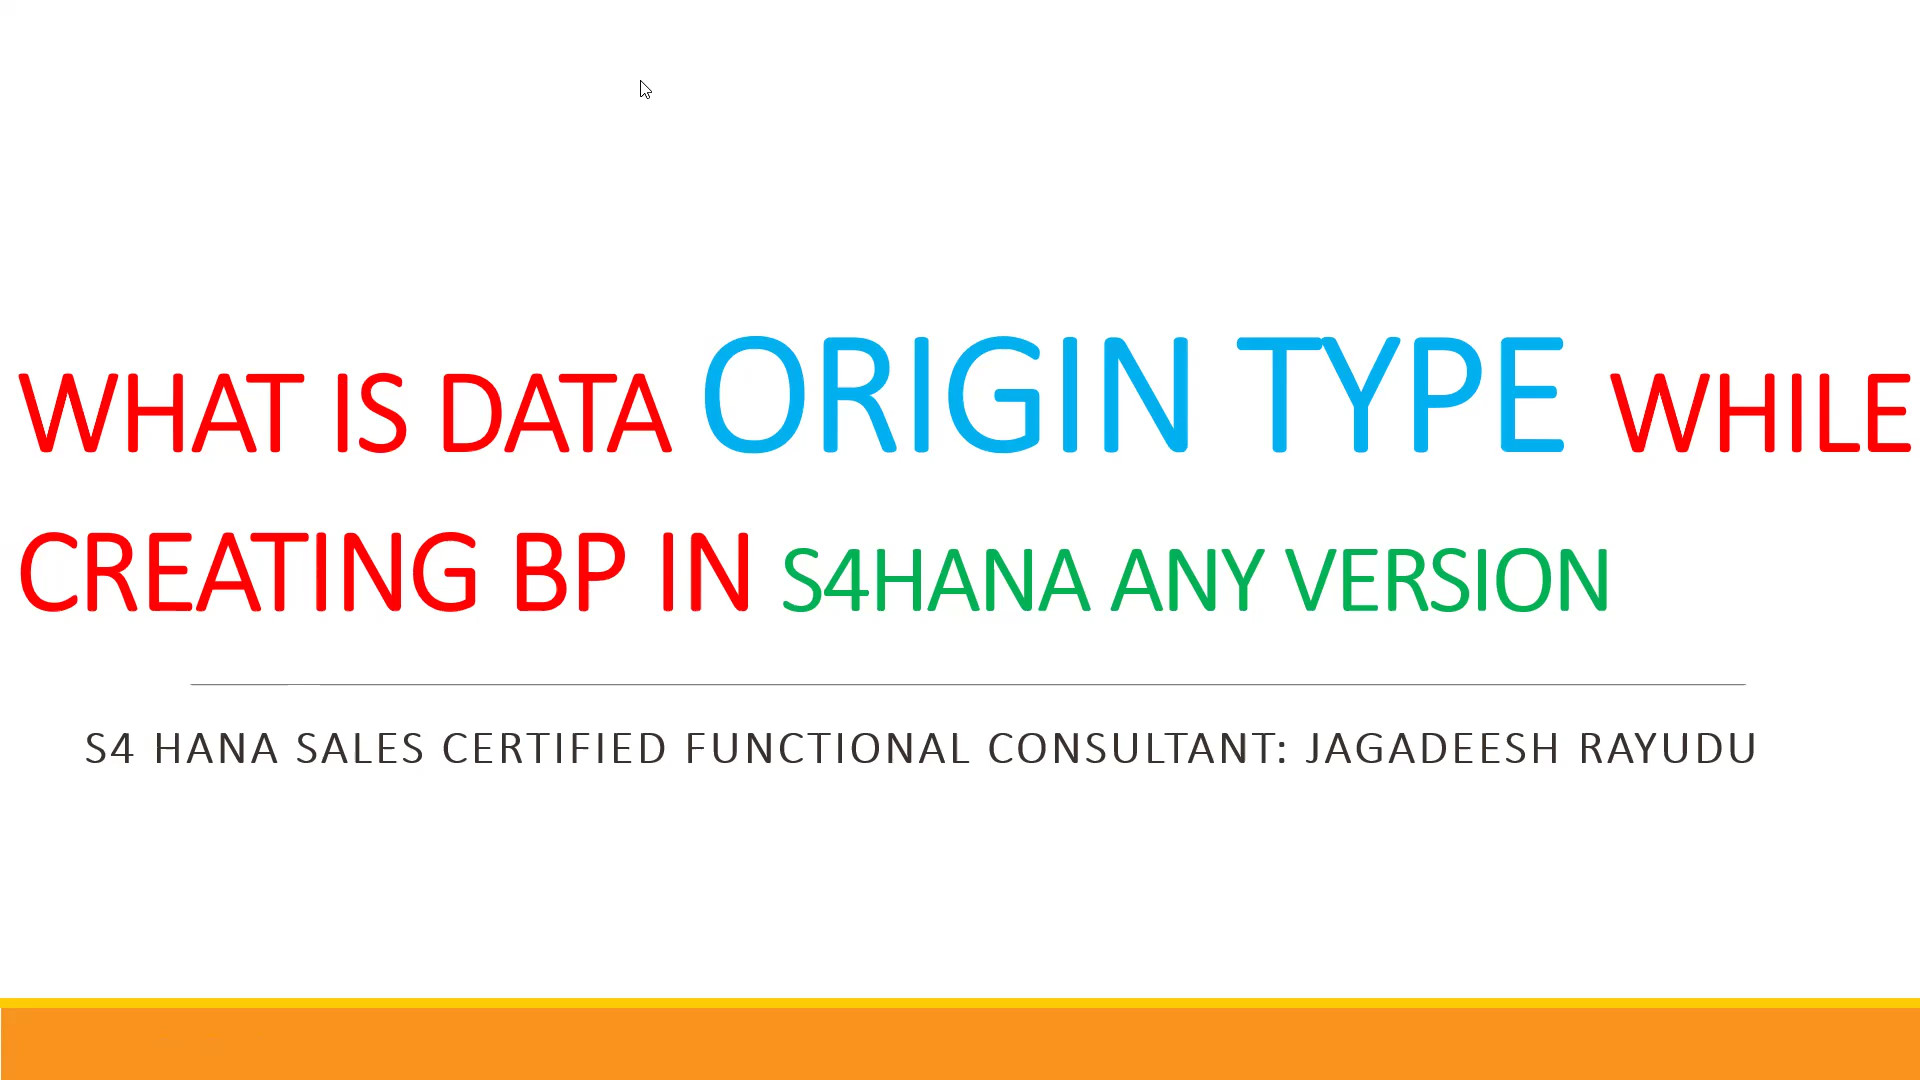 WHAT IS DATA ORIGIN TYPE WHILE
CREATING BP IN S4HANA ANY VERSION
S4 HANA SALES CERTIFIED FUNCTIONAL CONSULTANT: JAGADEESH RAYUDU